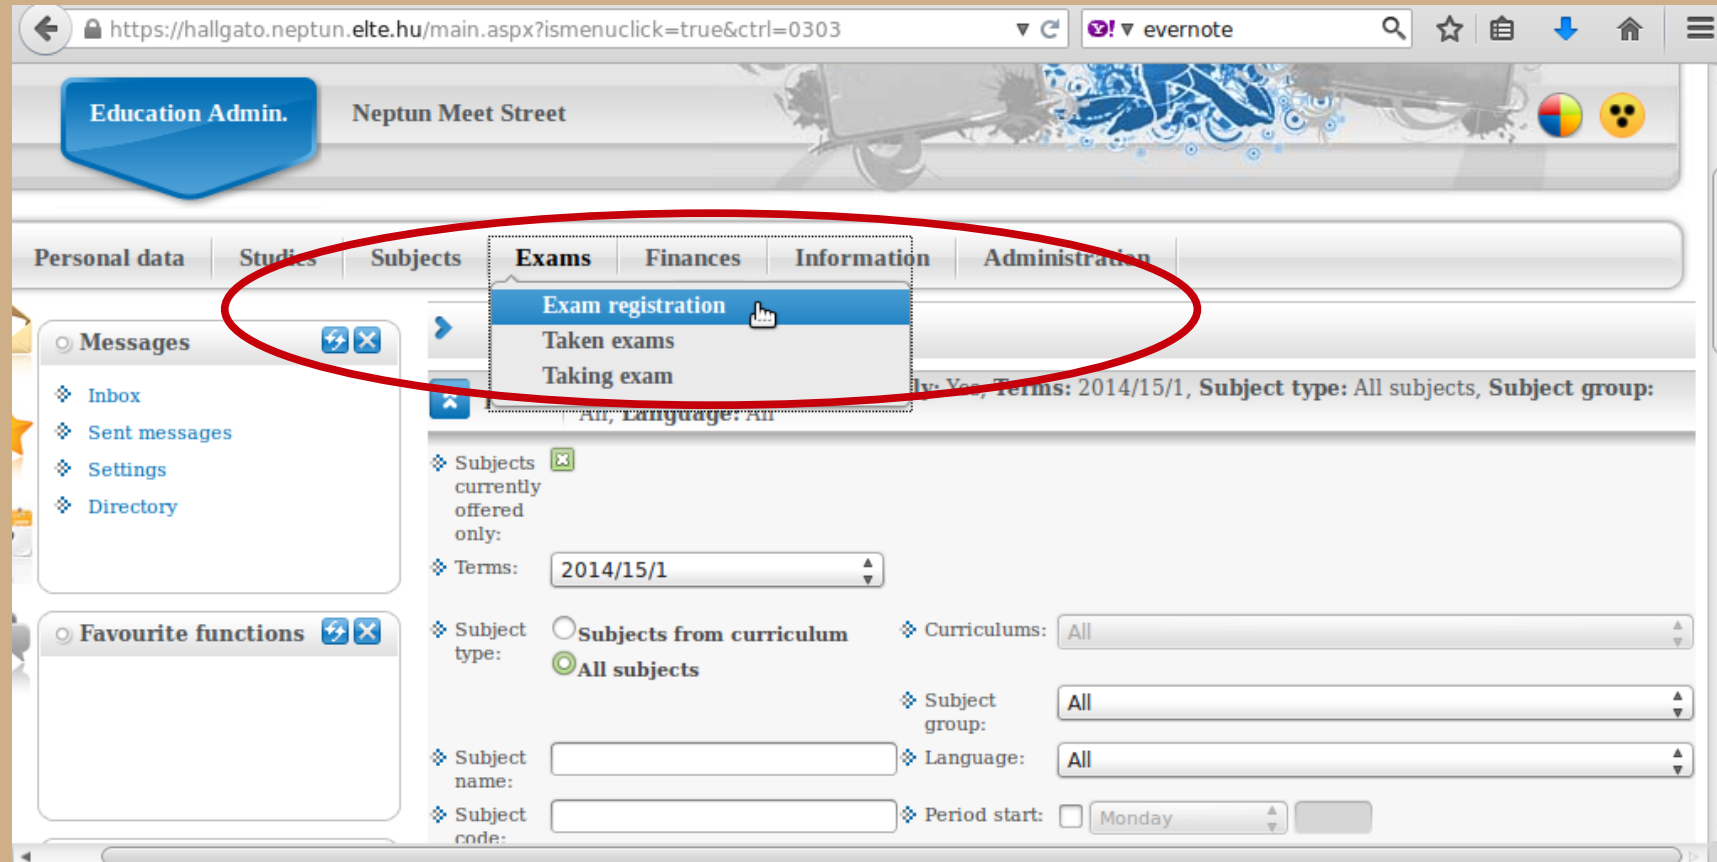 https://hallgato.neptun.elte.hu/main.aspx?ismenuclick=true&ctrl=0303
evernote
Education Admin.
Neptun Meet Street
Personal data
Studies
Subjects
Exams
Finances
Information
Administration
Exam registration
Taken exams
Taking exam
Messages
Inbox
Sent messages
Settings
Directory
Favourite functions
Yes, Terms: 2014/15/1, Subject type: All subjects, Subject group:
All, Language: All
Subjects
currently
offered
only:
Terms: 2014/15/1
Subject
type:
Subjects from curriculum
All subjects
Curriculums: All
Subject
group:
All
Subject
name:
Language: All
Subject
code:
Period start: Monday